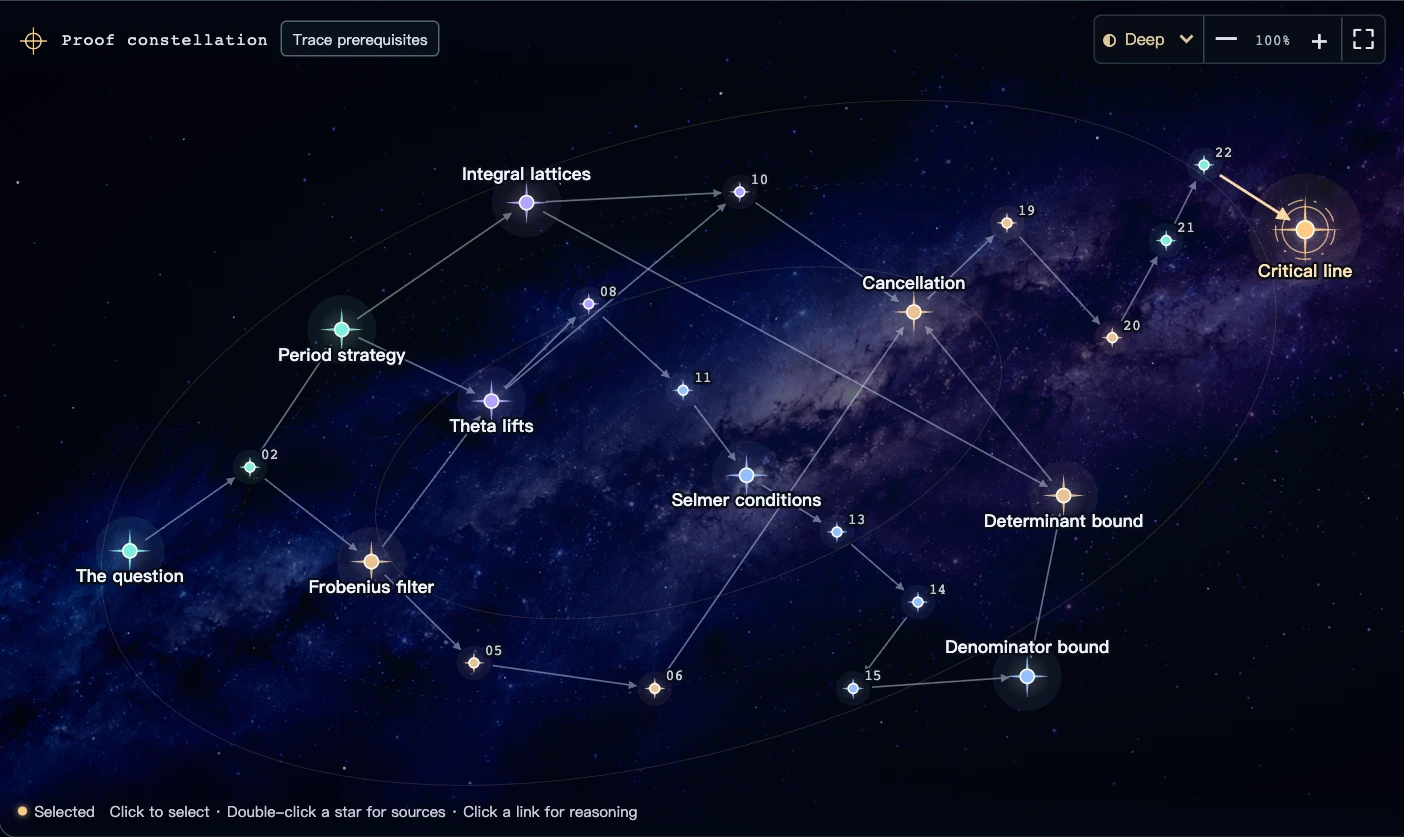 Proof constellation
Trace prerequisites
Deep
100%
22
Integral lattices
10
19
21
Critical line
Cancellation
08
20
Period strategy
11
Theta lifts
02
Selmer conditions
Determinant bound
13
The question
Frobenius filter
14
Denominator bound
05
06
15
Selected
Click to select · Double-click a star for sources · Click a link for reasoning